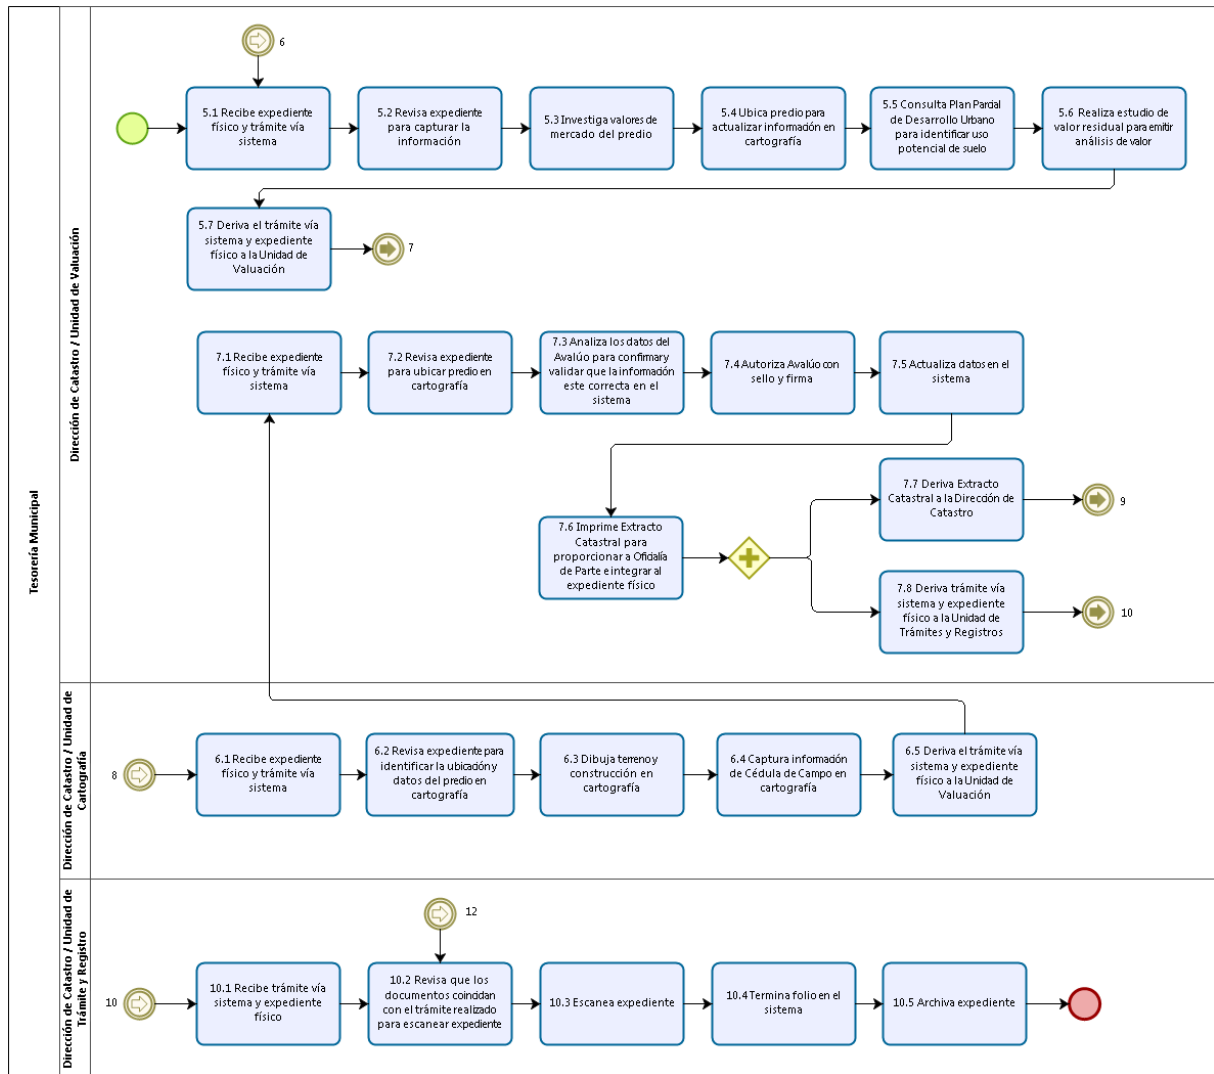 Tesorería Municipal
Dirección de Catastro / Unidad de Valuación
6
5.1 Recibe expediente
físico y trámite vía
sistema
5.2 Revisa expediente
para capturar la
información
5.3 Investiga valores de
mercado del predio
5.4 Ubica predio para
actualizar información en
cartografía
5.5 Consulta Plan Parcial
de Desarrollo Urbano
para identificar uso
potencial de suelo
5.6 Realiza estudio de
valor residual para emitir
análisis de valor
5.7 Deriva el trámite vía
sistema y expediente
físico a la Unidad de
Valuación
7
7.1 Recibe expediente
físico y trámite vía
sistema
7.2 Revisa expediente
para ubicar predio en
cartografía
7.3 Analiza los datos del
Avalúo para confirmar y
validar que la información
este correcta en el
sistema
7.4 Autoriza Avalúo con
sello y firma
7.5 Actualiza datos en el
sistema
7.6 Imprime Extracto
Catastral para
proporcionar a Oficialía
de Parte e integrar al
expediente físico
7.7 Deriva Extracto
Catastral a la Dirección de
Catastro
9
7.8 Deriva trámite vía
sistema y expediente
físico a la Unidad de
Trámites y Registros
10
Dirección de Catastro / Unidad de
Cartografía
8
6.1 Recibe expediente
físico y trámite vía
sistema
6.2 Revisa expediente para
identificar la ubicación y
datos del predio en
cartografía
6.3 Dibuja terreno y
construcción en
cartografía
6.4 Captura información
de Cédula de Campo en
cartografía
6.5 Deriva el trámite vía
sistema y expediente
físico a la Unidad de
Valuación
Dirección de Catastro / Unidad de
Trámite y Registro
12
10
10.1 Recibe trámite vía
sistema y expediente
físico
10.2 Revisa que los
documentos coincidan
con el trámite realizado
para escanear expediente
10.3 Escanea expediente
10.4 Termina folio en el
sistema
10.5 Archiva expediente